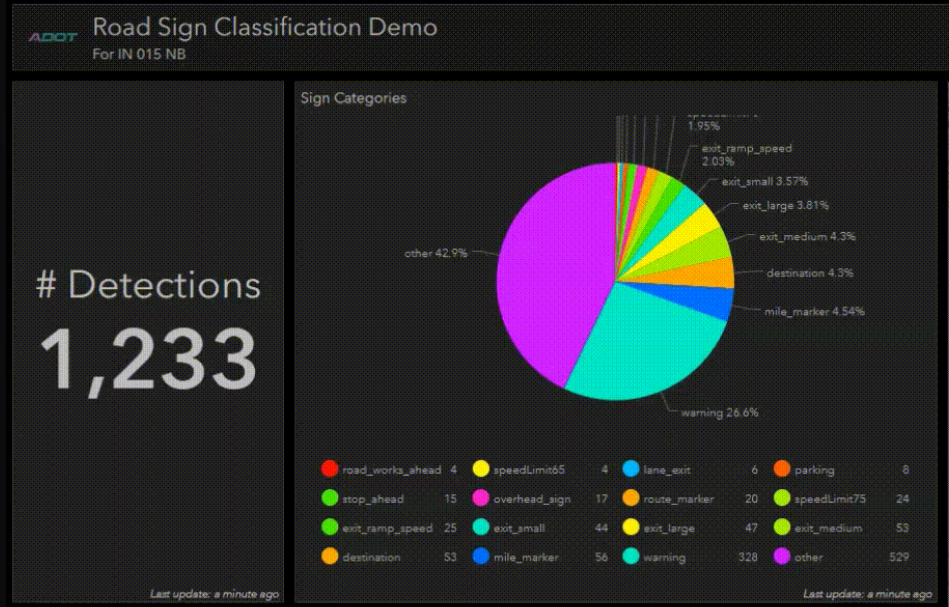 ADOT
Road Sign Classification Demo
For IN 015 NB
# Detections
1,233
Last update: a minute ago
Sign Categories
1.95%
exit_ramp_speed
2.03%
exit_small 3.57%
exit_large 3.81%
exit_medium 4.3%
destination 4.3%
mile_marker 4.54%
warning 26.6%
other 42.9%
road_works_ahead 4 speedLimit65 4 lane_exit 6 parking 8
stop_ahead 15 overhead_sign 17 route_marker 20 speedLimit75 24
exit_ramp_speed 25 exit_small 44 exit_large 47 exit_medium 53
destination 53 mile_marker 56 warning 328 other 529
Last update: a minute ago